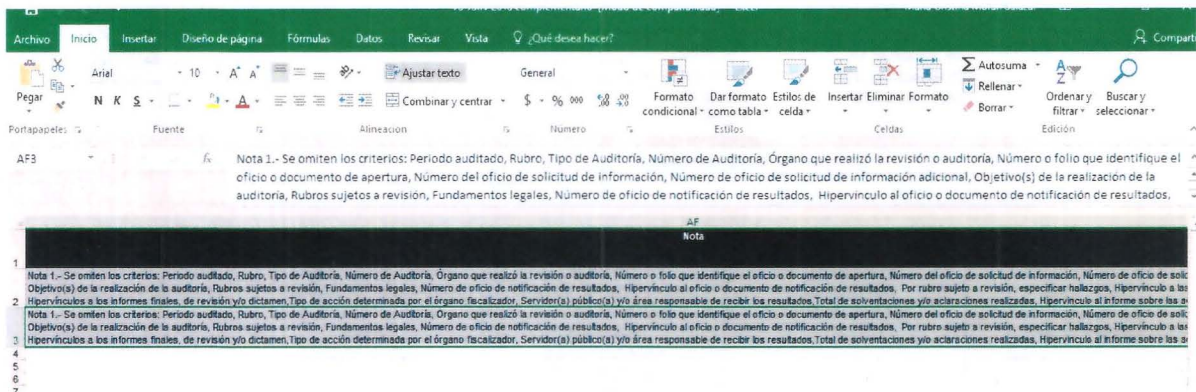 Archivo Inicio Insertar Diseño de página Fórmulas Datos Revisar Vista ¿Qué desea hacer? Comparti
Pegar Arial 10 A A Ajustar texto General Σ Autosuma
N K S A Combinar y centrar $ % 000 Formato condicional Dar formato como tabla Estilos de celda Insertar Eliminar Formato Rellenar Borrar Ordenar y filtrar Buscar y seleccionar
Portapapeles Fuente Alineación Número Estilos Celdas Edición
AF3 fx Nota 1.- Se omiten los criterios: Periodo auditado, Rubro, Tipo de Auditoría, Número de Auditoría, Órgano que realizó la revisión o auditoría, Número o folio que identifique el
oficio o documento de apertura, Número del oficio de solicitud de información, Número de oficio de solicitud de información adicional, Objetivo(s) de la realización de la
auditoría, Rubros sujetos a revisión, Fundamentos legales, Número de oficio de notificación de resultados, Hipervínculo al oficio o documento de notificación de resultados,
AF
Nota
1
Nota 1.- Se omiten los criterios: Periodo auditado, Rubro, Tipo de Auditoría, Número de Auditoría, Órgano que realizó la revisión o auditoría, Número o folio que identifique el oficio o documento de apertura, Número del oficio de solicitud de información, Número de oficio de solic
Objetivo(s) de la realización de la auditoría, Rubros sujetos a revisión, Fundamentos legales, Número de oficio de notificación de resultados, Hipervínculo al oficio o documento de notificación de resultados, Por rubro sujeto a revisión, especificar hallazgos, Hipervínculo a las
2 Hipervínculos a los informes finales, de revisión y/o dictamen,Tipo de acción determinada por el órgano fiscalizador, Servidor(a) público(a) y/o área responsable de recibir los resultados,Total de solventaciones y/o aclaraciones realizadas, Hipervínculo al informe sobre las a
Nota 1.- Se omiten los criterios: Periodo auditado, Rubro, Tipo de Auditoría, Número de Auditoría, Órgano que realizó la revisión o auditoría, Número o folio que identifique el oficio o documento de apertura, Número del oficio de solicitud de información, Número de oficio de solic
Objetivo(s) de la realización de la auditoría, Rubros sujetos a revisión, Fundamentos legales, Número de oficio de notificación de resultados, Hipervínculo al oficio o documento de notificación de resultados, Por rubro sujeto a revisión, especificar hallazgos, Hipervínculo a las
3 Hipervínculos a los informes finales, de revisión y/o dictamen,Tipo de acción determinada por el órgano fiscalizador, Servidor(a) público(a) y/o área responsable de recibir los resultados,Total de solventaciones y/o aclaraciones realizadas, Hipervínculo al informe sobre las a
4
5
6
7